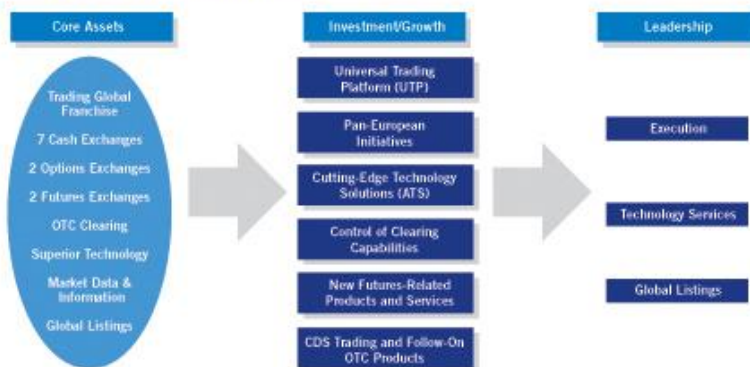 Core Assets
Trading Global
Franchise
7 Cash Exchanges
2 Options Exchanges
2 Futures Exchanges
OTC Clearing
Superior Technology
Market Data &
Information
Global Listings
Investment/Growth
Universal Trading
Platform (UTP)
Pan-European
Initiatives
Cutting-Edge Technology
Solutions (ATS)
Control of Clearing
Capabilities
New Futures-Related
Products and Services
CDS Trading and Follow-On
OTC Products
Leadership
Execution
Technology Services
Global Listings